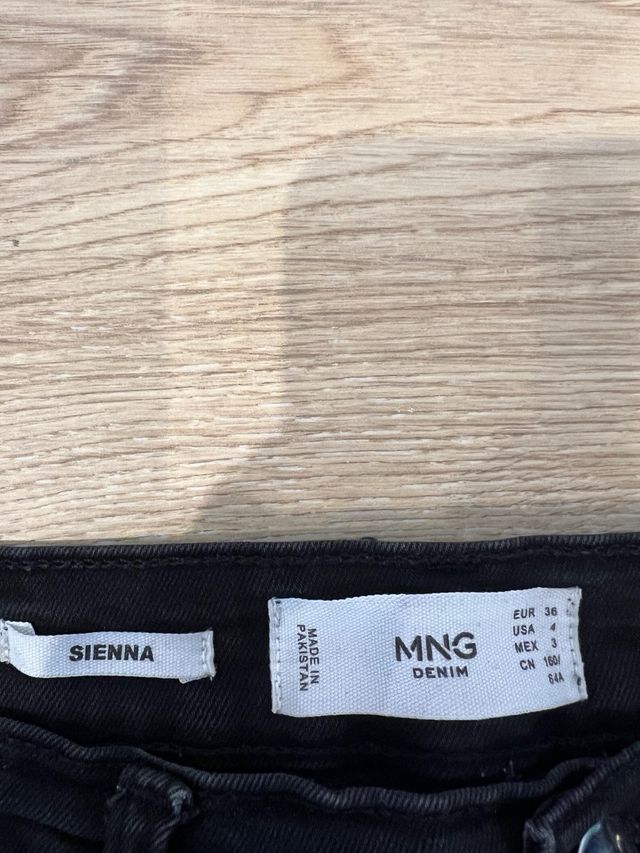 SIENNA
MADE IN
PAKISTAN
MNG
DENIM
EUR 36
USA 4
MEX 3
CN 160/
64A